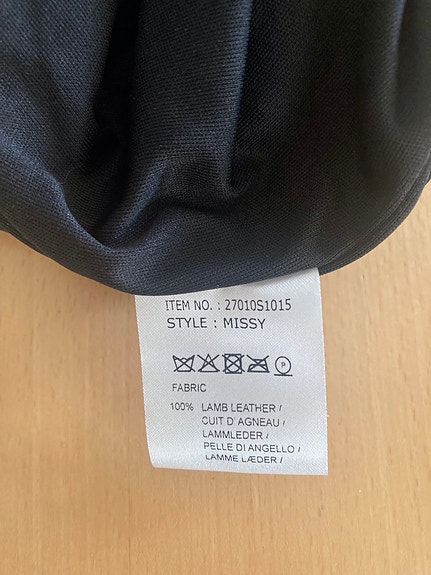 ITEM NO. : 27010S1015
STYLE : MISSY
P
FABRIC
100% LAMB LEATHER /
CUIT D' AGNEAU /
LAMMLEDER /
PELLE DI ANGELLO /
LAMME LÆDER /